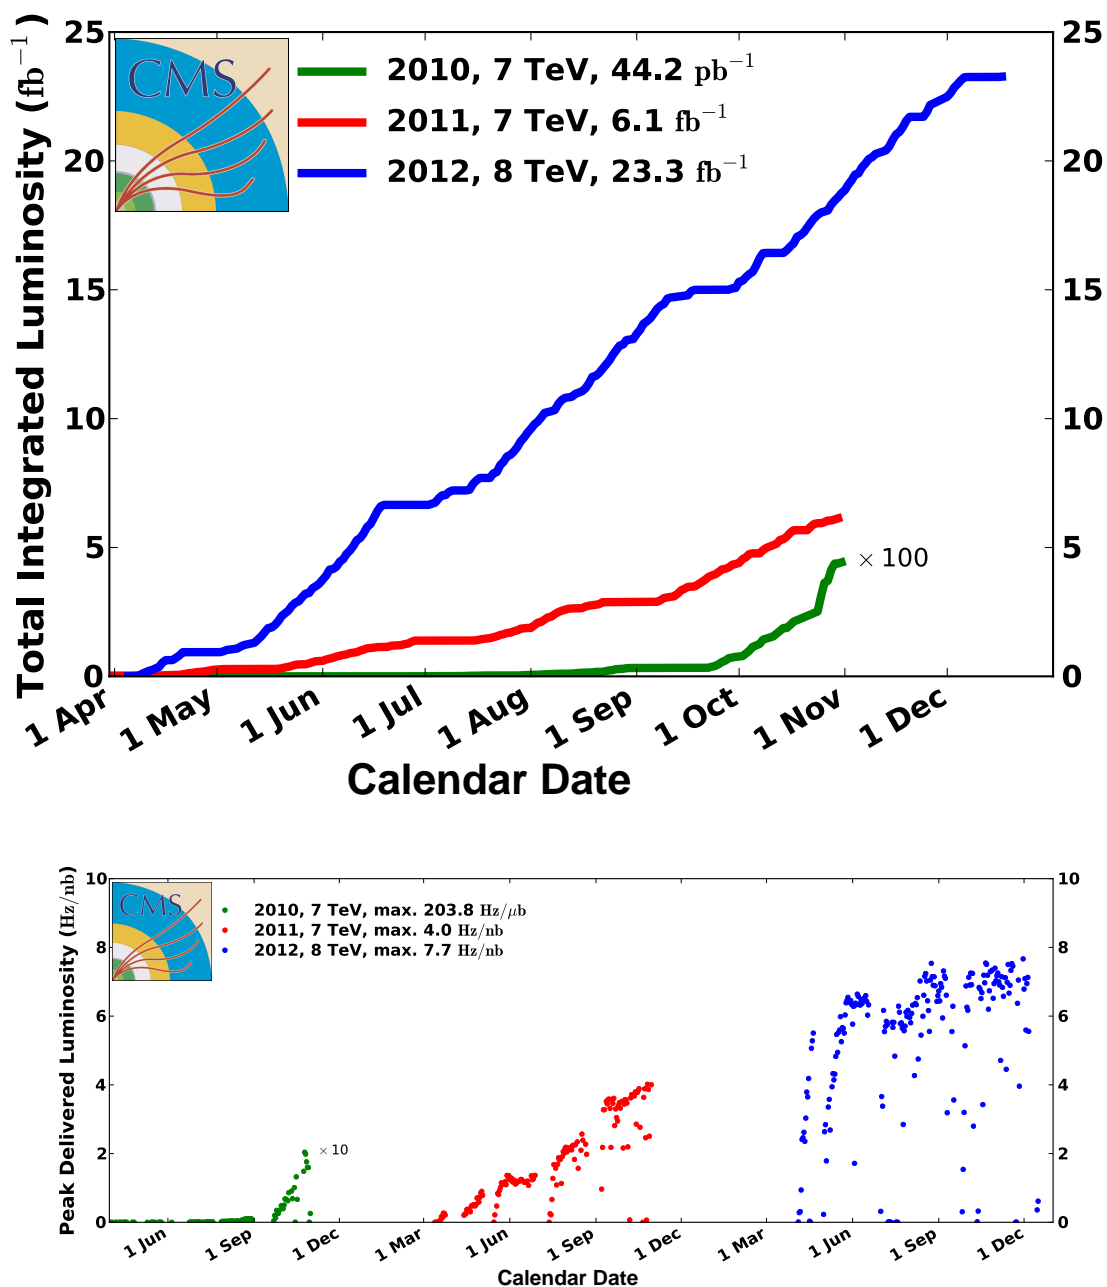 Total Integrated Luminosity (fb⁻¹)
25
20
15
10
5
0
CMS
2010, 7 TeV, 44.2 pb⁻¹
2011, 7 TeV, 6.1 fb⁻¹
2012, 8 TeV, 23.3 fb⁻¹
× 100
25
20
15
10
5
0
1 Apr
1 May
1 Jun
1 Jul
1 Aug
1 Sep
1 Oct
1 Nov
1 Dec
Calendar Date
Peak Delivered Luminosity (Hz/nb)
10
8
6
4
2
0
CMS
2010, 7 TeV, max. 203.8 Hz/μb
2011, 7 TeV, max. 4.0 Hz/nb
2012, 8 TeV, max. 7.7 Hz/nb
× 10
10
8
6
4
2
0
1 Jun
1 Sep
1 Dec
1 Mar
1 Jun
1 Sep
1 Dec
1 Mar
1 Jun
1 Sep
1 Dec
Calendar Date